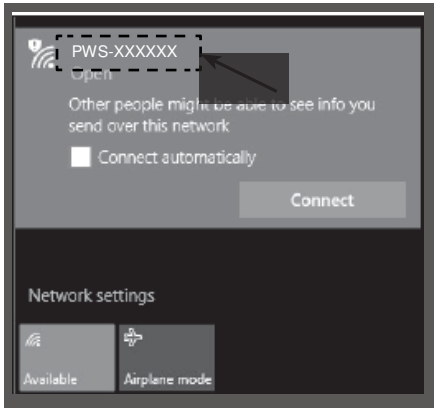 PWS-XXXXXX
Open
Other people might be able to see info you
send over this network
Connect automatically
Connect
Network settings
Available
Airplane mode